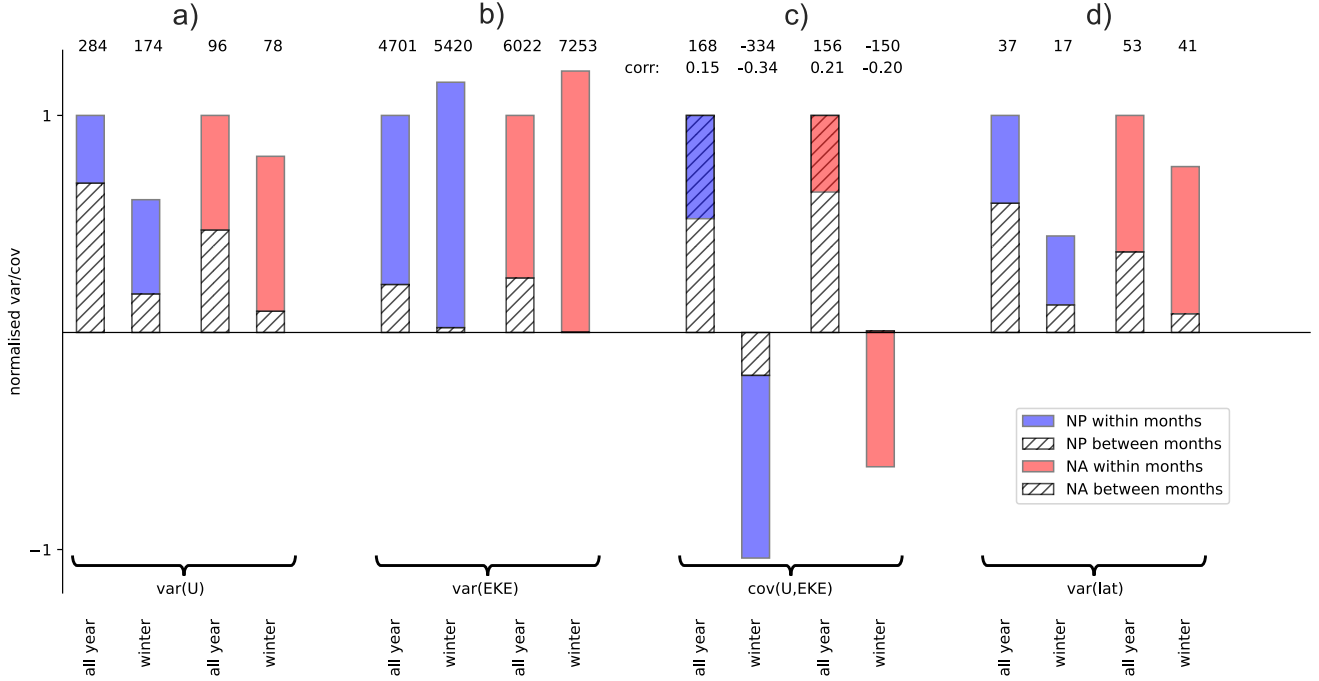 a) b) c) d)
284 174 96 78 4701 5420 6022 7253 168 -334 156 -150 37 17 53 41
corr: 0.15 -0.34 0.21 -0.20
1
normalised var/cov
NP within months
NP between months
NA within months
NA between months
−1
var(U) var(EKE) cov(U,EKE) var(lat)
all year winter all year winter all year winter all year winter all year winter all year winter all year winter all year winter